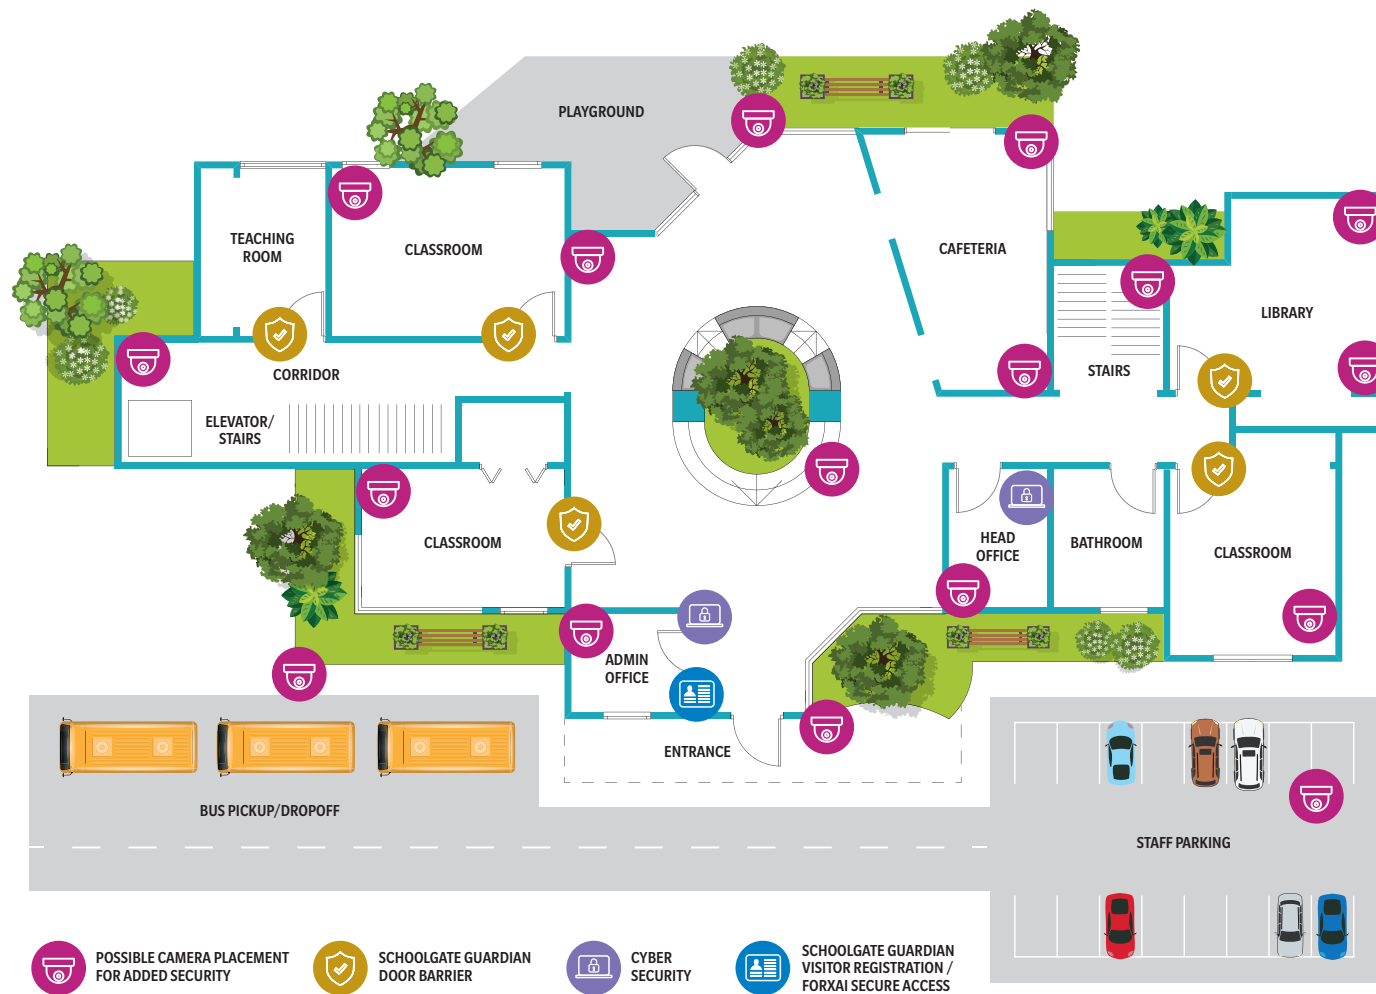 PLAYGROUND
TEACHING
ROOM
CLASSROOM
CAFETERIA
LIBRARY
CORRIDOR
STAIRS
ELEVATOR/
STAIRS
CLASSROOM
HEAD
OFFICE
BATHROOM
CLASSROOM
ADMIN
OFFICE
ENTRANCE
BUS PICKUP/DROPOFF
STAFF PARKING
POSSIBLE CAMERA PLACEMENT
FOR ADDED SECURITY
SCHOOLGATE GUARDIAN
DOOR BARRIER
CYBER
SECURITY
SCHOOLGATE GUARDIAN
VISITOR REGISTRATION /
FORXAI SECURE ACCESS